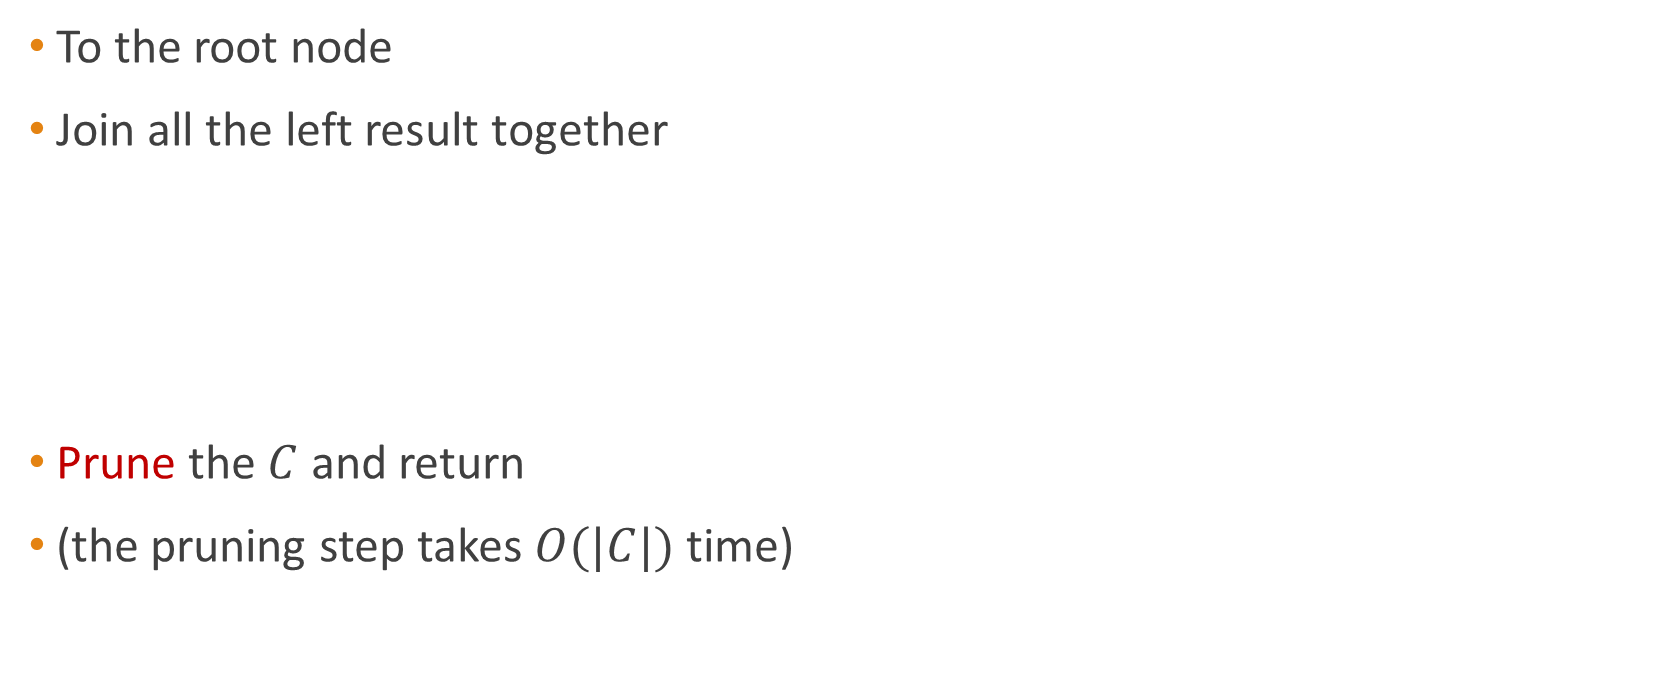 • To the root node
• Join all the left result together
• Prune the C and return
• (the pruning step takes O(|C|) time)